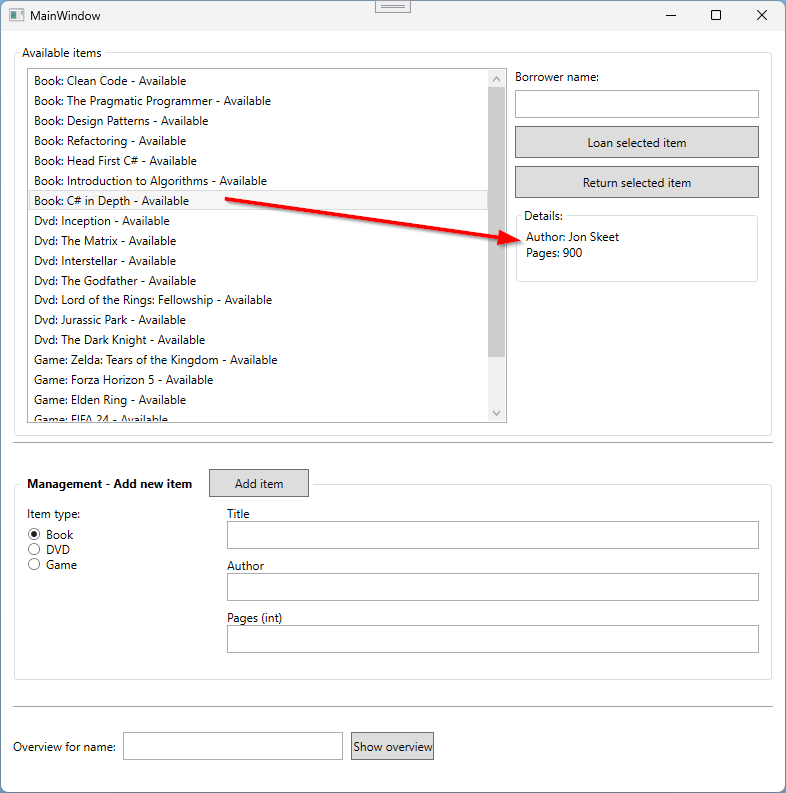 MainWindow
Available items
Book: Clean Code - Available
Book: The Pragmatic Programmer - Available
Book: Design Patterns - Available
Book: Refactoring - Available
Book: Head First C# - Available
Book: Introduction to Algorithms - Available
Book: C# in Depth - Available
Dvd: Inception - Available
Dvd: The Matrix - Available
Dvd: Interstellar - Available
Dvd: The Godfather - Available
Dvd: Lord of the Rings: Fellowship - Available
Dvd: Jurassic Park - Available
Dvd: The Dark Knight - Available
Game: Zelda: Tears of the Kingdom - Available
Game: Forza Horizon 5 - Available
Game: Elden Ring - Available
Game: FIFA 24 - Available
Borrower name:
Loan selected item
Return selected item
Details:
Author: Jon Skeet
Pages: 900
Management - Add new item
Add item
Item type:
Book
DVD
Game
Title
Author
Pages (int)
Overview for name:
Show overview